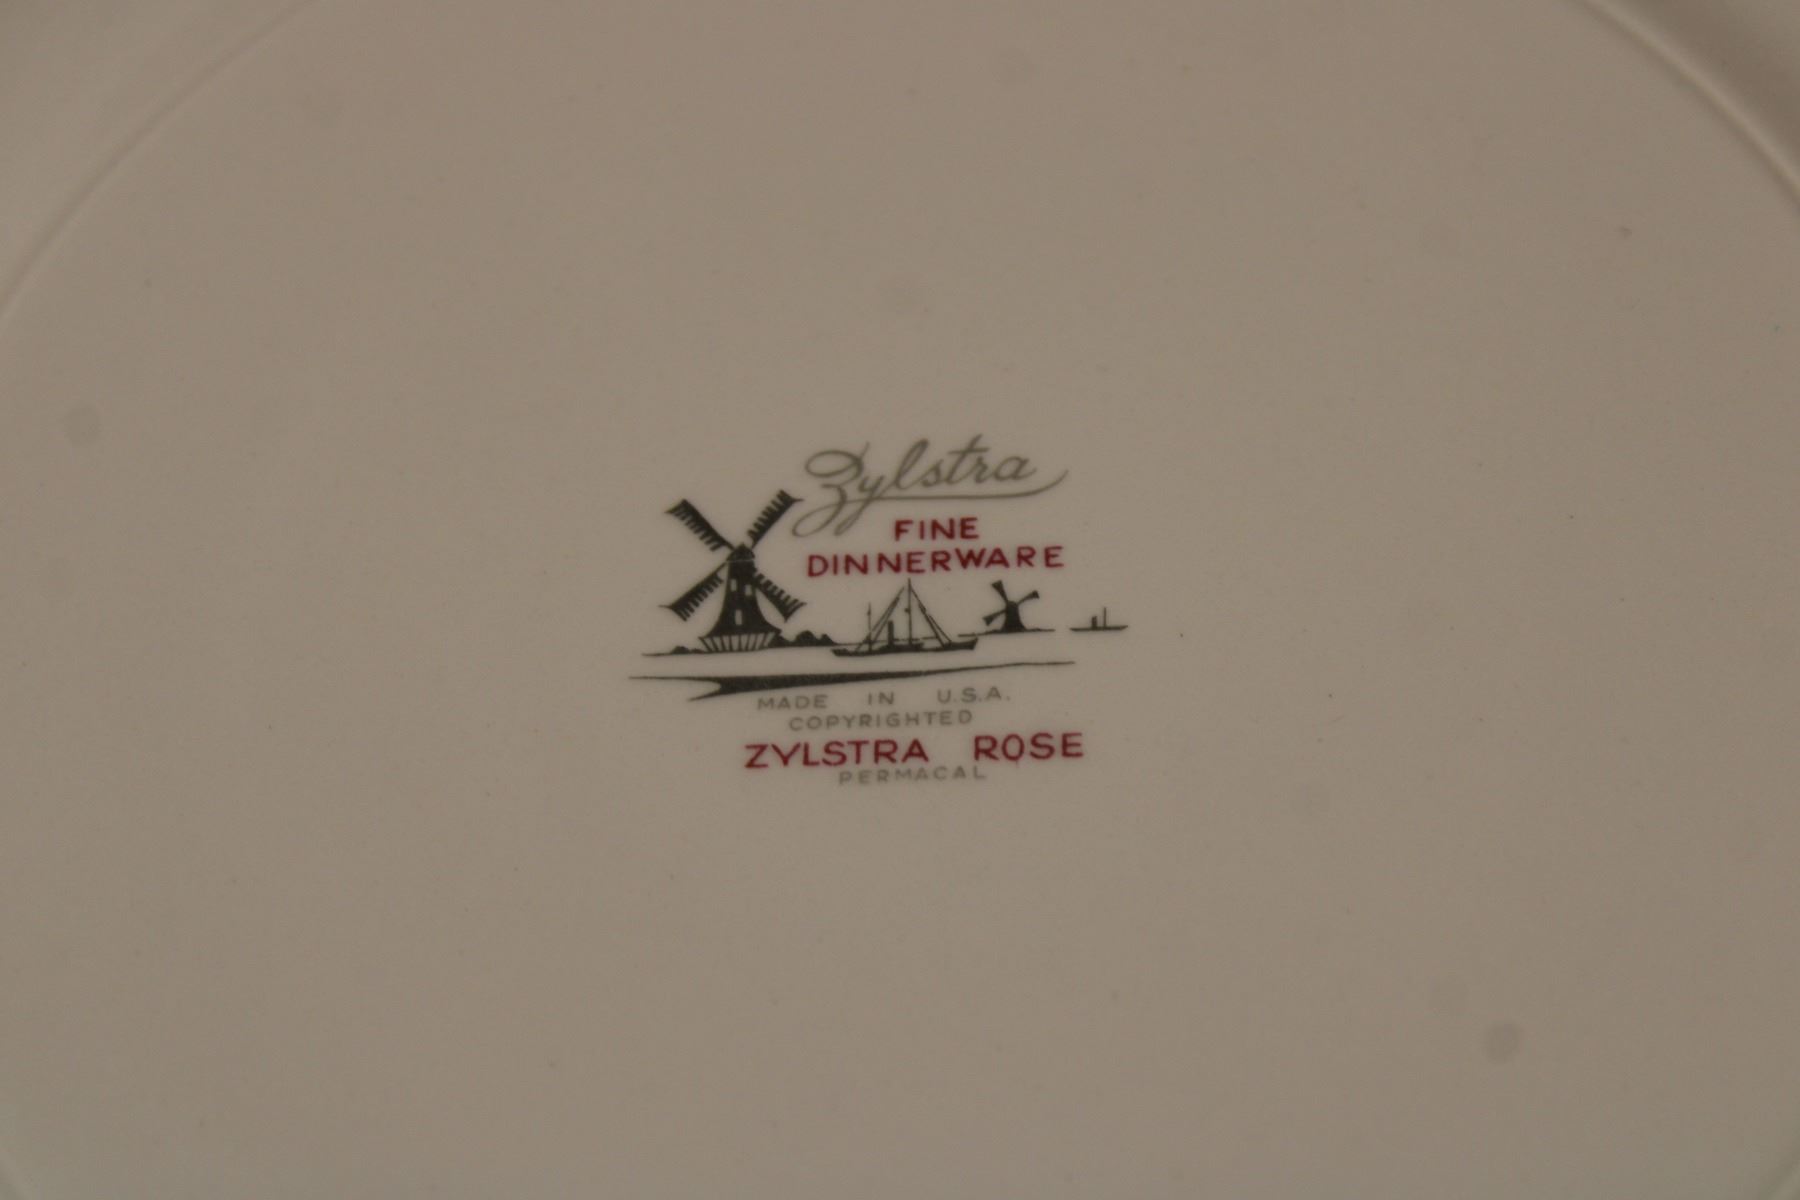 Zylstra
FINE
DINNERWARE
MADE IN U.S.A.
COPYRIGHTED
ZYLSTRA ROSE
PERMACAL